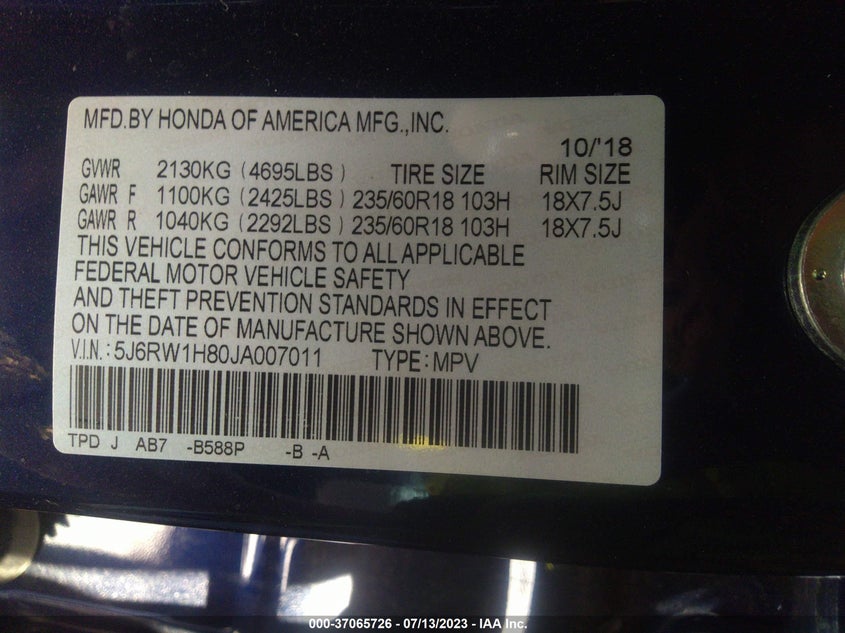 MFD.BY HONDA OF AMERICA MFG.,INC.
10/'18
GVWR 2130KG (4695LBS) TIRE SIZE RIM SIZE
GAWR F 1100KG (2425LBS) 235/60R18 103H 18X7.5J
GAWR R 1040KG (2292LBS) 235/60R18 103H 18X7.5J
THIS VEHICLE CONFORMS TO ALL APPLICABLE
FEDERAL MOTOR VEHICLE SAFETY
AND THEFT PREVENTION STANDARDS IN EFFECT
ON THE DATE OF MANUFACTURE SHOWN ABOVE.
V.I.N.: 5J6RW1H80JA007011 TYPE: MPV
TPD J AB7 -B588P -B -A
000-37065726 - 07/13/2023 - IAA Inc.